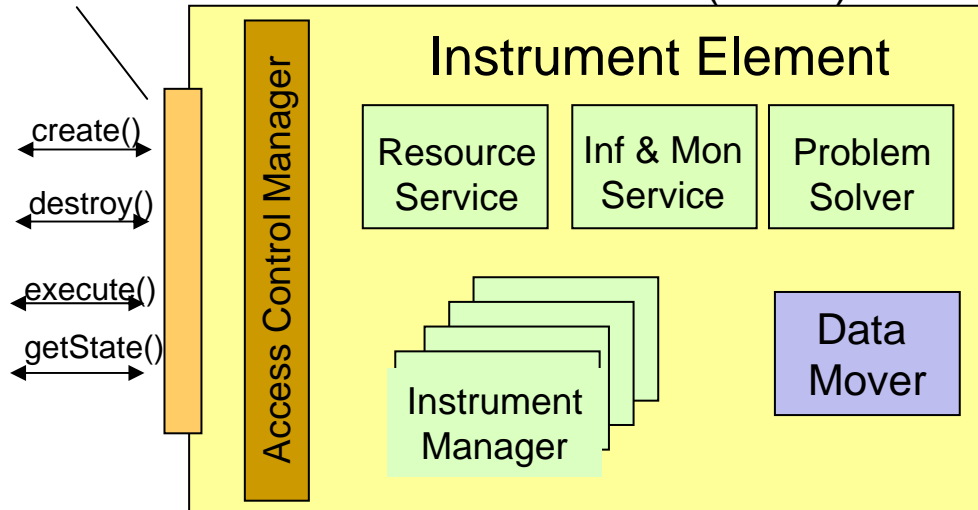 Instrument Element
create()
destroy()
execute()
getState()
Access Control Manager
Resource
Service
Inf & Mon
Service
Problem
Solver
Instrument
Manager
Data
Mover